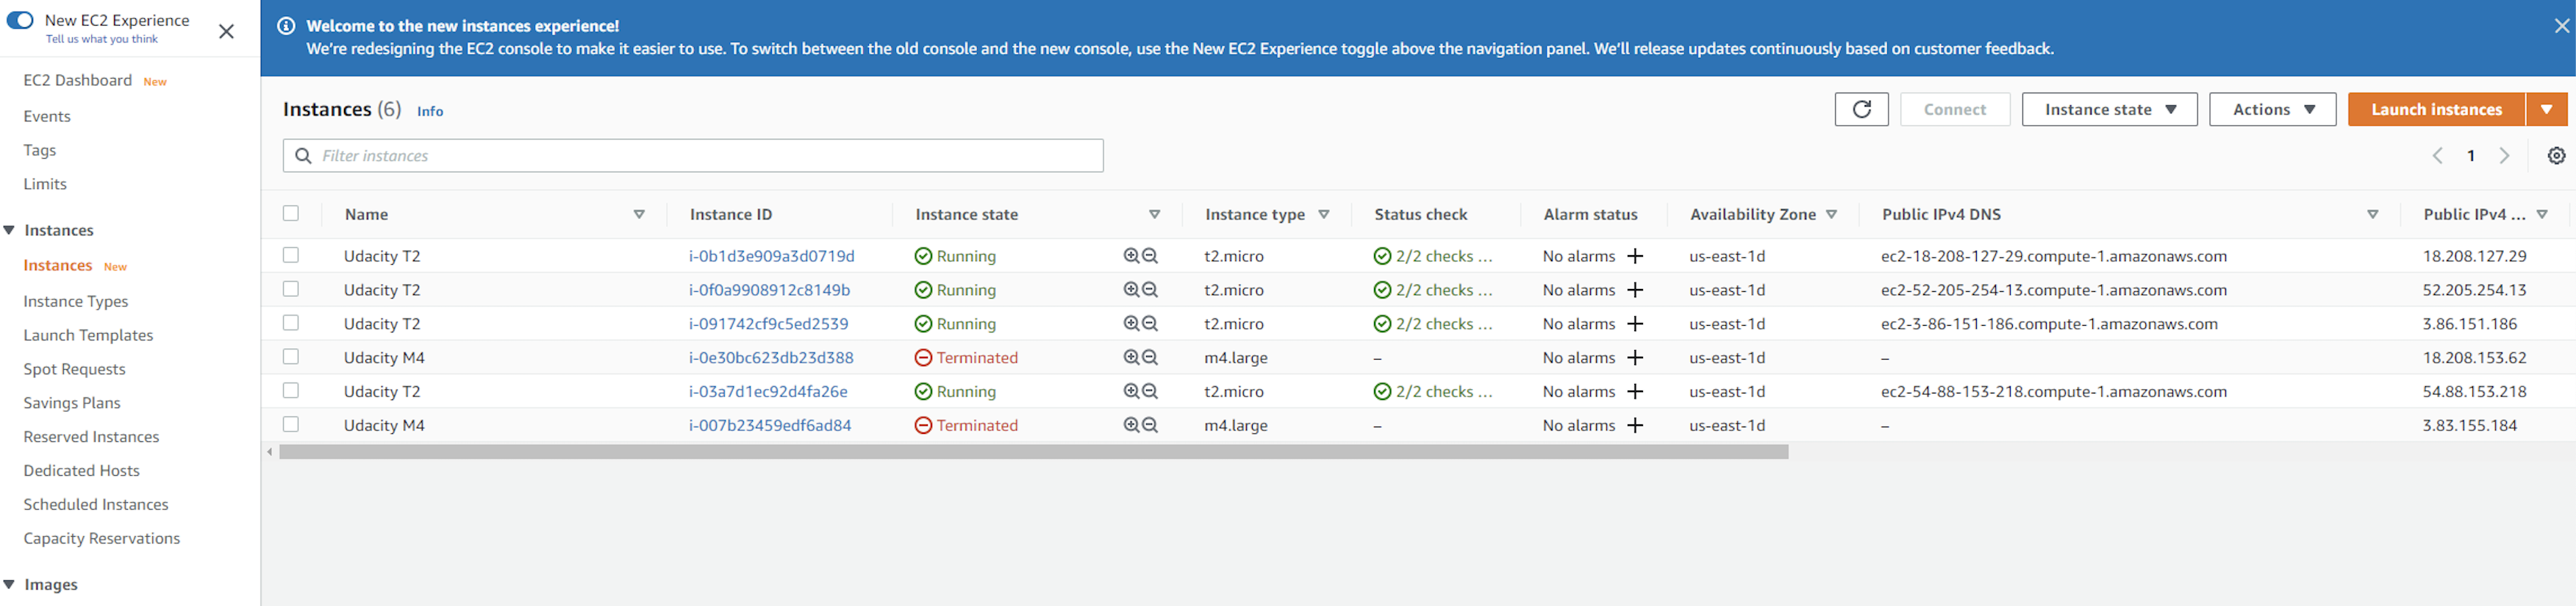 New EC2 Experience
Tell us what you think
EC2 Dashboard New
Events
Tags
Limits
Instances
Instances New
Instance Types
Launch Templates
Spot Requests
Savings Plans
Reserved Instances
Dedicated Hosts
Scheduled Instances
Capacity Reservations
Images
Welcome to the new instances experience!
We're redesigning the EC2 console to make it easier to use. To switch between the old console and the new console, use the New EC2 Experience toggle above the navigation panel. We'll release updates continuously based on customer feedback.
Instances (6) Info
Connect Instance state Actions Launch instances
Filter instances
1
Name Instance ID Instance state Instance type Status check Alarm status Availability Zone Public IPv4 DNS Public IPv4 ...
Udacity T2 i-0b1d3e909a3d0719d Running t2.micro 2/2 checks ... No alarms + us-east-1d ec2-18-208-127-29.compute-1.amazonaws.com 18.208.127.29
Udacity T2 i-0f0a9908912c8149b Running t2.micro 2/2 checks ... No alarms + us-east-1d ec2-52-205-254-13.compute-1.amazonaws.com 52.205.254.13
Udacity T2 i-091742cf9c5ed2539 Running t2.micro 2/2 checks ... No alarms + us-east-1d ec2-3-86-151-186.compute-1.amazonaws.com 3.86.151.186
Udacity M4 i-0e30bc623db23d388 Terminated m4.large – No alarms + us-east-1d – 18.208.153.62
Udacity T2 i-03a7d1ec92d4fa26e Running t2.micro 2/2 checks ... No alarms + us-east-1d ec2-54-88-153-218.compute-1.amazonaws.com 54.88.153.218
Udacity M4 i-007b23459edf6ad84 Terminated m4.large – No alarms + us-east-1d – 3.83.155.184